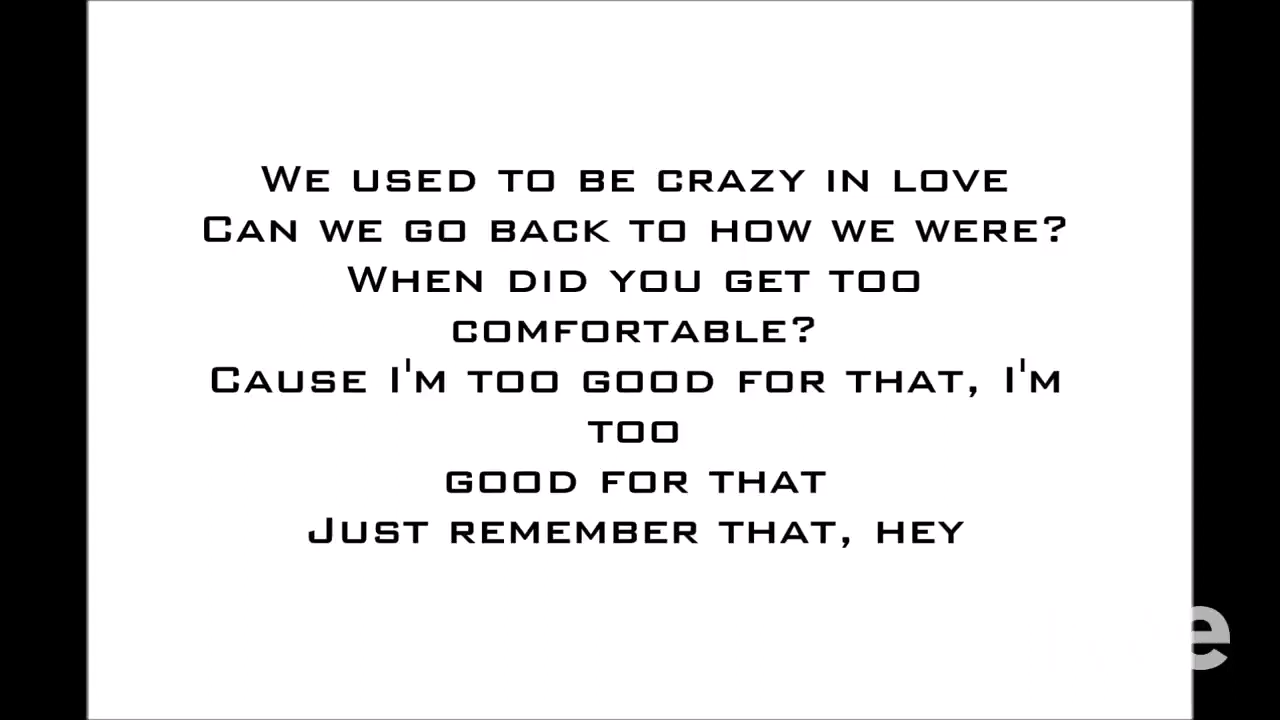 We used to be crazy in love
Can we go back to how we were?
When did you get too
comfortable?
Cause I'm too good for that, I'm
too
good for that
Just remember that, hey